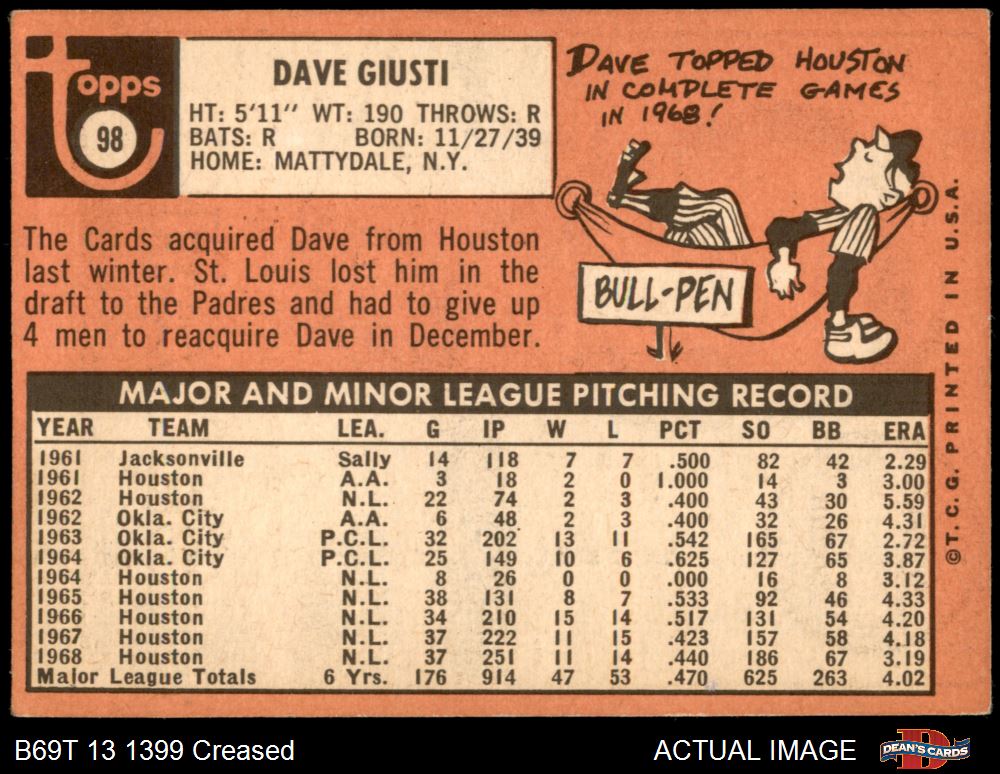 Topps
98
DAVE GIUSTI
HT: 5'11" WT: 190 THROWS: R
BATS: R BORN: 11/27/39
HOME: MATTYDALE, N.Y.
DAVE TOPPED HOUSTON
IN COMPLETE GAMES
IN 1968!
The Cards acquired Dave from Houston
last winter. St. Louis lost him in the
draft to the Padres and had to give up
4 men to reacquire Dave in December.
BULL-PEN
MAJOR AND MINOR LEAGUE PITCHING RECORD
YEAR TEAM LEA. G IP W L PCT SO BB ERA
1961 Jacksonville Sally 14 118 7 7 .500 82 42 2.29
1961 Houston A.A. 3 18 2 0 1.000 14 3 3.00
1962 Houston N.L. 22 74 2 3 .400 43 30 5.59
1962 Okla. City A.A. 6 48 2 3 .400 32 26 4.31
1963 Okla. City P.C.L. 32 202 13 11 .542 165 67 2.72
1964 Okla. City P.C.L. 25 149 10 6 .625 127 65 3.87
1964 Houston N.L. 8 26 0 0 .000 16 8 3.12
1965 Houston N.L. 38 131 8 7 .533 92 46 4.33
1966 Houston N.L. 34 210 15 14 .517 131 54 4.20
1967 Houston N.L. 37 222 11 15 .423 157 58 4.18
1968 Houston N.L. 37 251 11 14 .440 186 67 3.19
Major League Totals 6 Yrs. 176 914 47 53 .470 625 263 4.02
©T.C.G. PRINTED IN U.S.A.
B69T 13 1399 Creased
ACTUAL IMAGE
DEAN'S CARDS